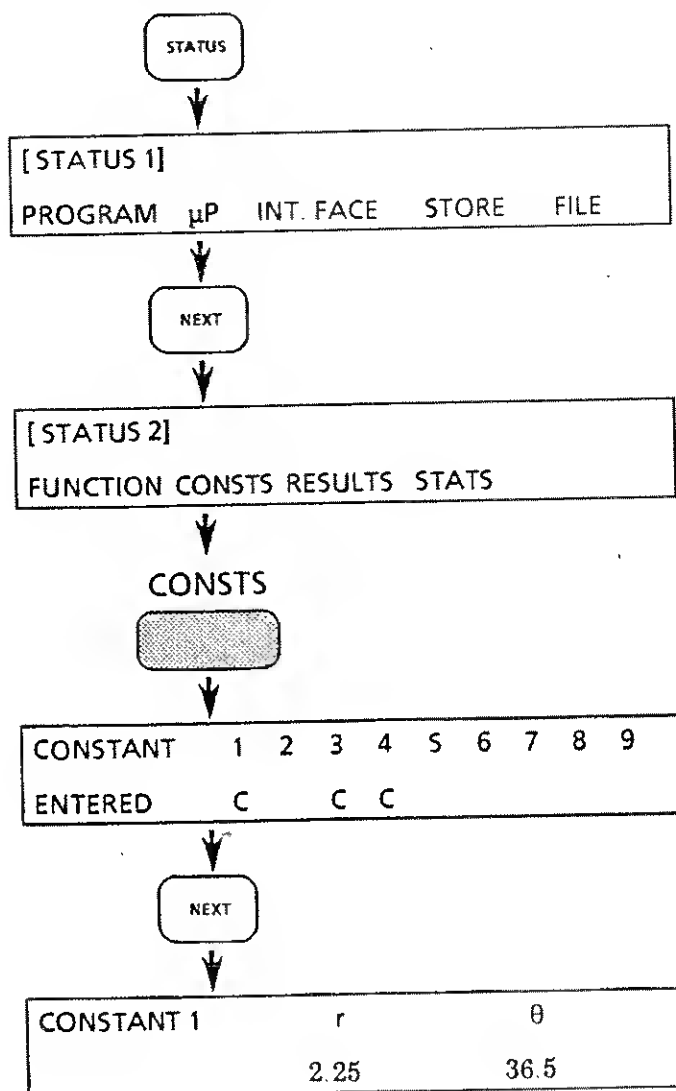 STATUS
[STATUS 1]
PROGRAM μP INT. FACE STORE FILE
NEXT
[STATUS 2]
FUNCTION CONSTS RESULTS STATS
CONSTS
CONSTANT 1 2 3 4 S 6 7 8 9
ENTERED C C C
NEXT
CONSTANT 1 r θ
2.25 36.5